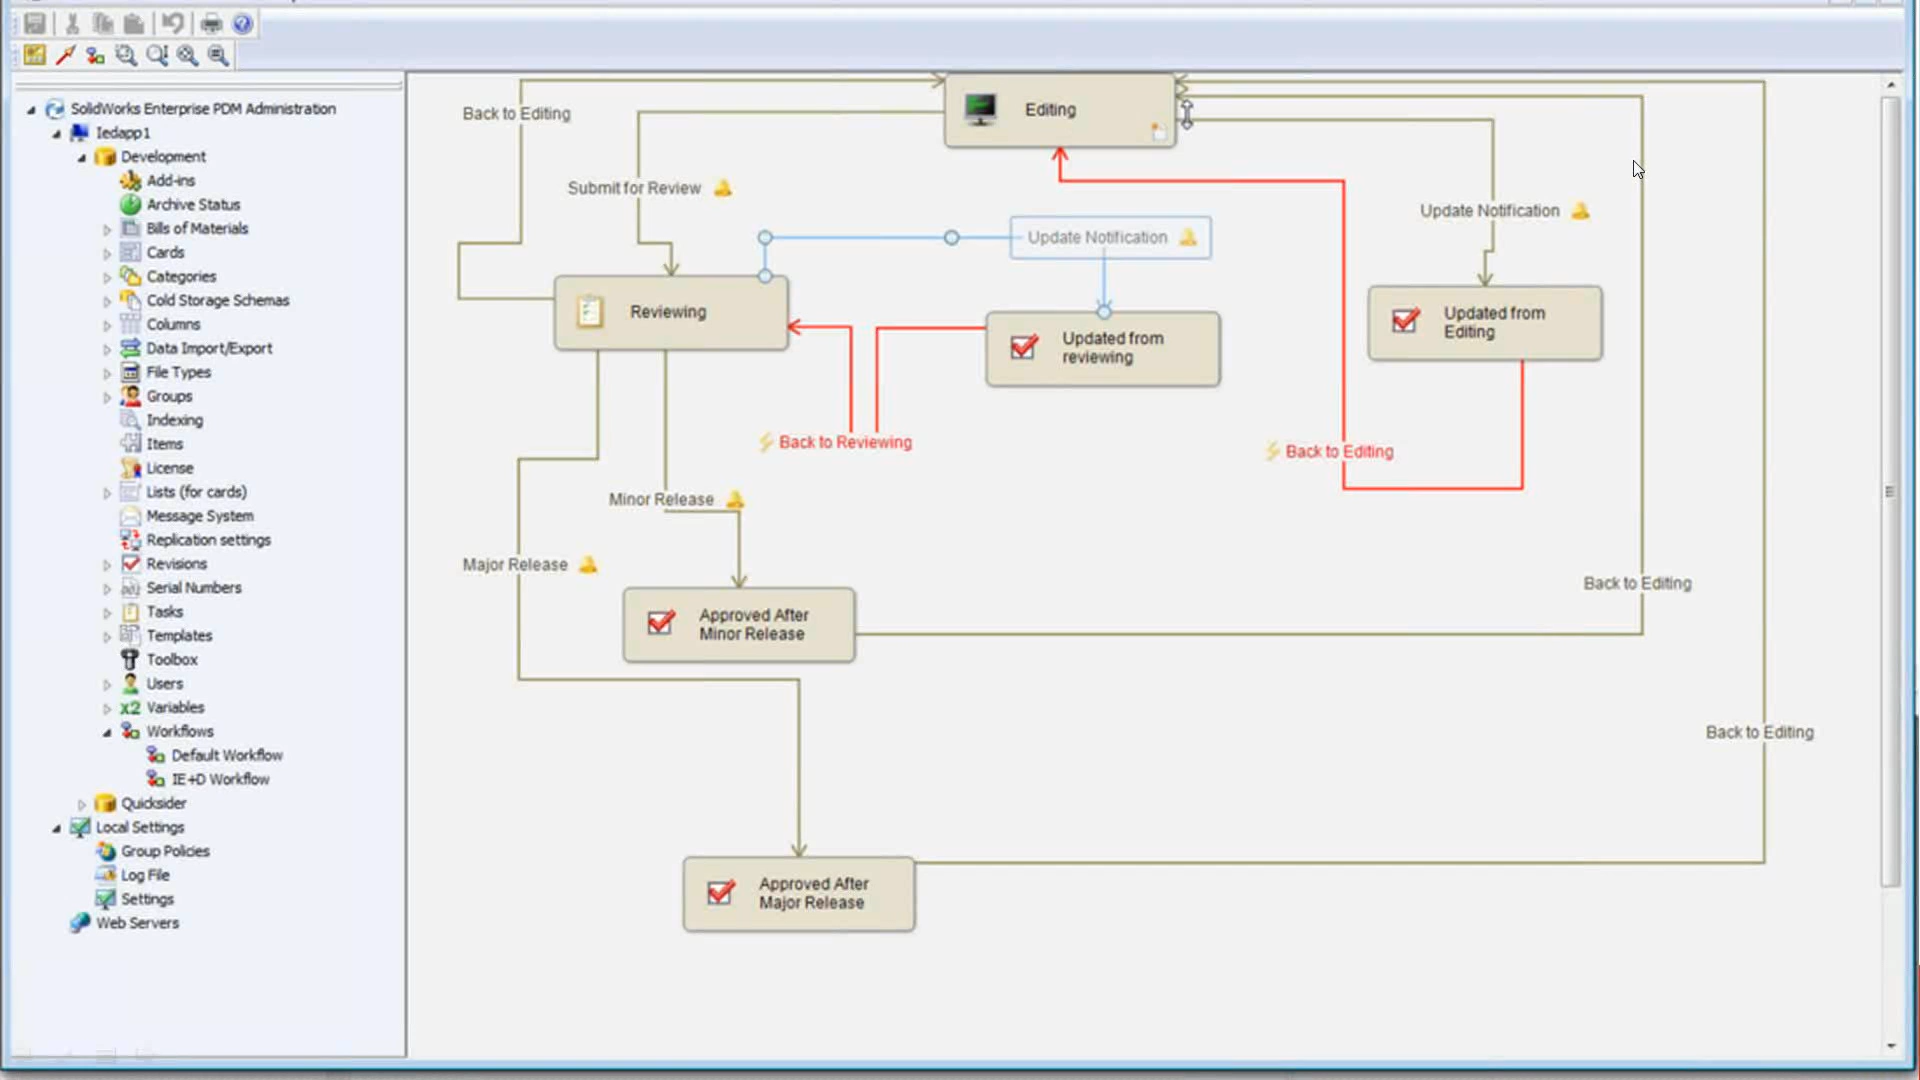 SolidWorks Enterprise PDM Administration
Iedapp1
Development
Add-ins
Archive Status
Bills of Materials
Cards
Categories
Cold Storage Schemas
Columns
Data Import/Export
File Types
Groups
Indexing
Items
License
Lists (for cards)
Message System
Replication settings
Revisions
Serial Numbers
Tasks
Templates
Toolbox
Users
Variables
Workflows
Default Workflow
IE+D Workflow
Quicksider
Local Settings
Group Policies
Log File
Settings
Web Servers
Editing
Back to Editing
Submit for Review
Update Notification
Update Notification
Reviewing
Updated from
reviewing
Updated from
Editing
Back to Reviewing
Back to Editing
Minor Release
Major Release
Back to Editing
Approved After
Minor Release
Back to Editing
Approved After
Major Release